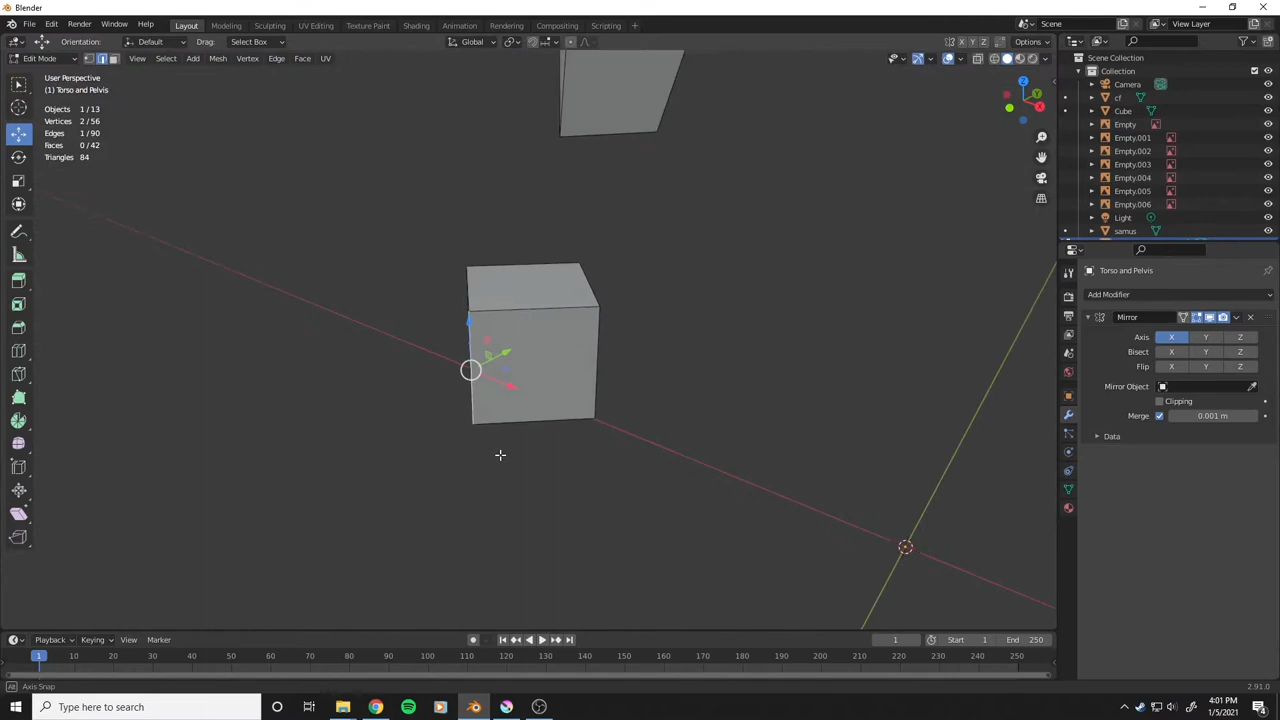 Blender
File Edit Render Window Help Layout Modeling Sculpting UV Editing Texture Paint Shading Animation Rendering Compositing Scripting + Scene View Layer
Orientation: Default Drag: Select Box Global X Y Z Options
Edit Mode View Select Add Mesh Vertex Edge Face UV
User Perspective
(1) Torso and Pelvis
Objects 1/13
Vertices 2/56
Edges 1/90
Faces 0/42
Triangles 84
Z
Y
X
Scene Collection
Collection
Camera
cf
Cube
Empty
Empty.001
Empty.002
Empty.003
Empty.004
Empty.005
Empty.006
Light
samus
Torso and Pelvis
Add Modifier
Mirror
Axis X Y Z
Bisect X Y Z
Flip X Y Z
Mirror Object
Clipping
Merge 0.001 m
Data
Playback Keying View Marker 1 Start 1 End 250
1 10 20 30 40 50 60 70 80 90 100 110 120 130 140 150 160 170 180 190 200 210 220 230 240 250
Axis Snap 2.91.0
Type here to search
4:01 PM
1/5/2021
4